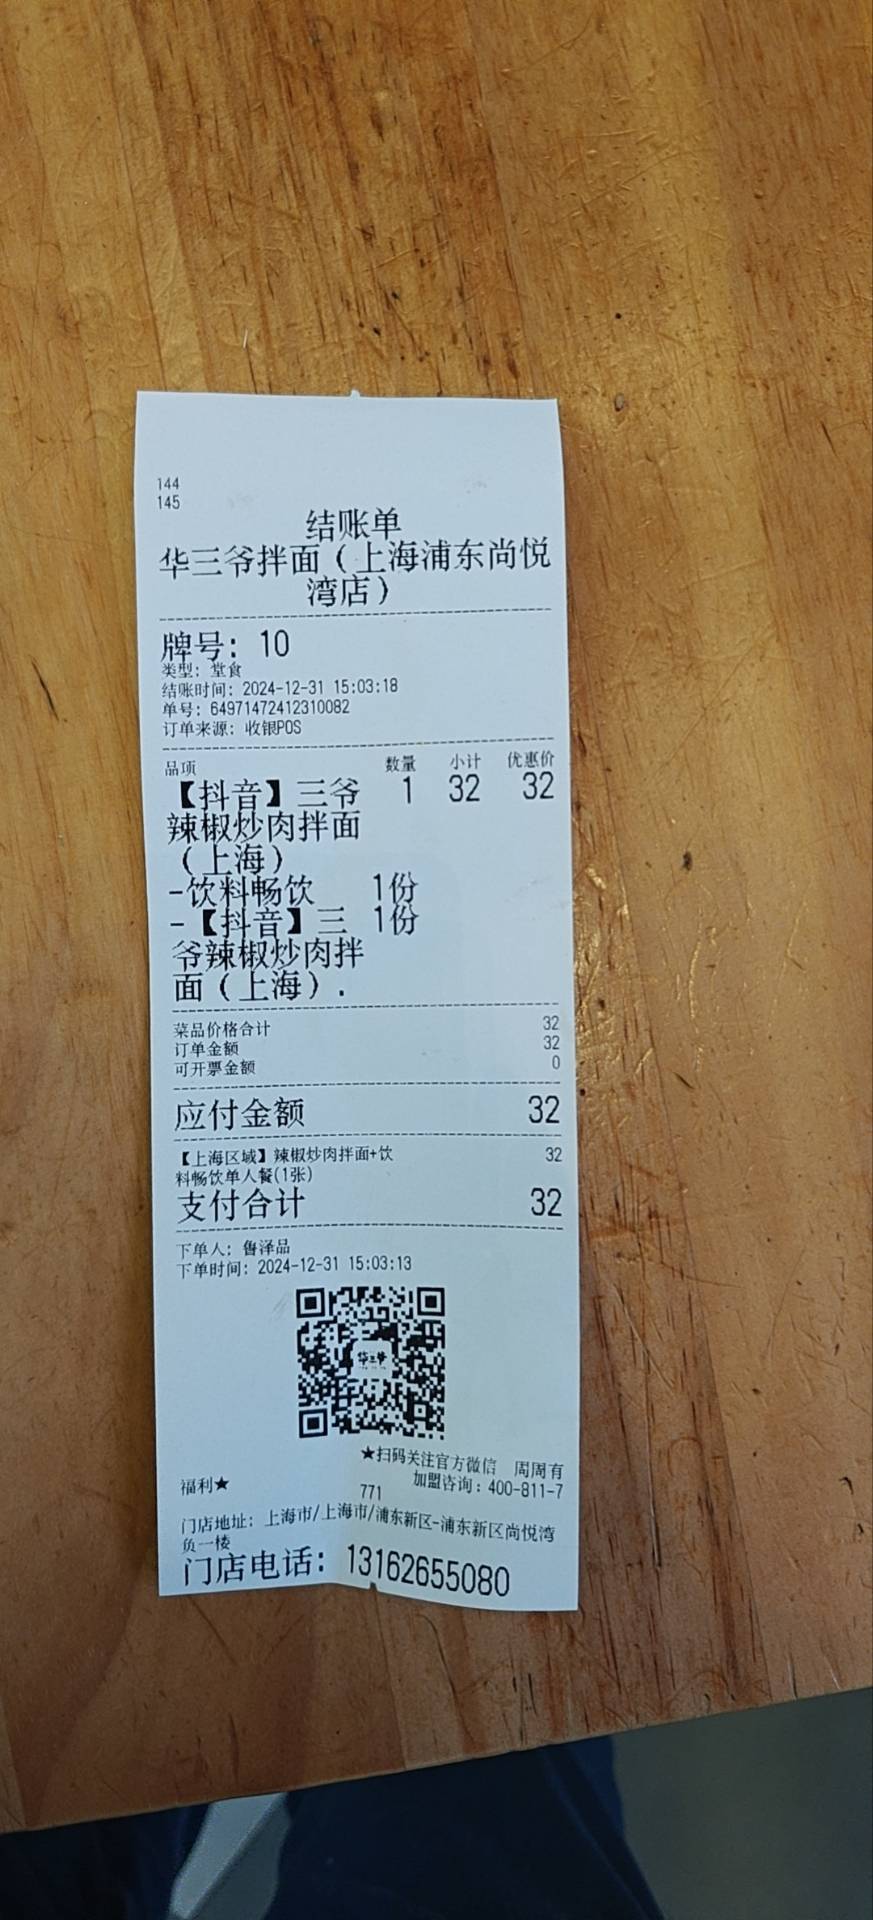 144
145
结账单
华三爷拌面（上海浦东尚悦
湾店）
牌号: 10
类型: 堂食
结账时间: 2024-12-31 15:03:18
单号: 64971472412310082
订单来源: 收银POS
品项 数量 小计 优惠价
【抖音】三爷 1 32 32
辣椒炒肉拌面
（上海）
-饮料畅饮 1份
-【抖音】三 1份
爷辣椒炒肉拌
面（上海）.
菜品价格合计 32
订单金额 32
可开票金额 0
应付金额 32
【上海区域】辣椒炒肉拌面+饮 32
料畅饮单人餐(1张)
支付合计 32
下单人: 鲁泽品
下单时间: 2024-12-31 15:03:13
华三爷
★扫码关注官方微信 周周有
福利★ 加盟咨询: 400-811-7
771
门店地址: 上海市/上海市/浦东新区-浦东新区尚悦湾
负一楼
门店电话: 13162655080